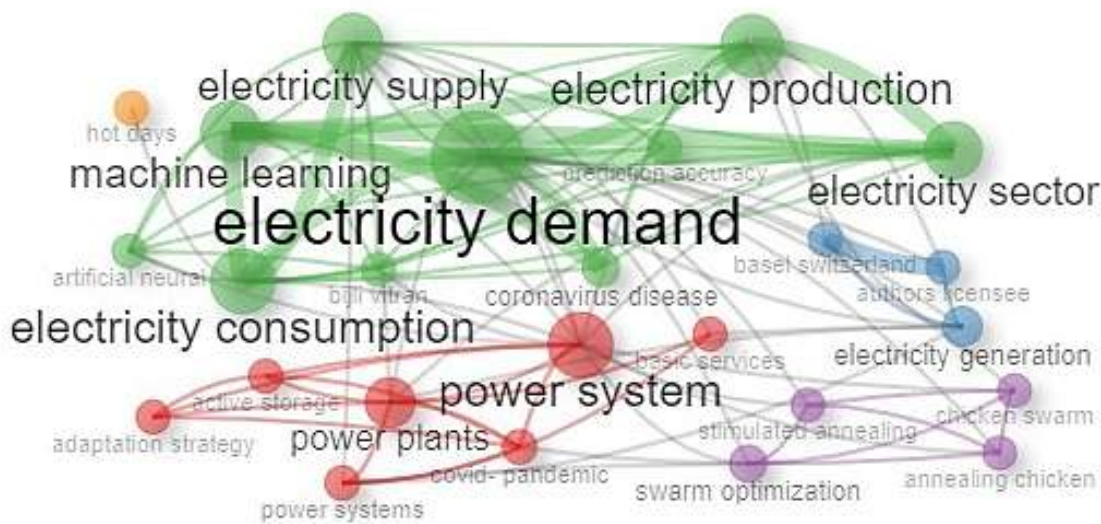 electricity supply
electricity production
hot days
machine learning
prediction accuracy
electricity sector
electricity demand
basel switzerland
artificial neural
bijli vitran
coronavirus disease
authors licensee
electricity consumption
basic services
electricity generation
active storage
power system
chicken swarm
adaptation strategy
power plants
stimulated annealing
covid- pandemic
swarm optimization
annealing chicken
power systems